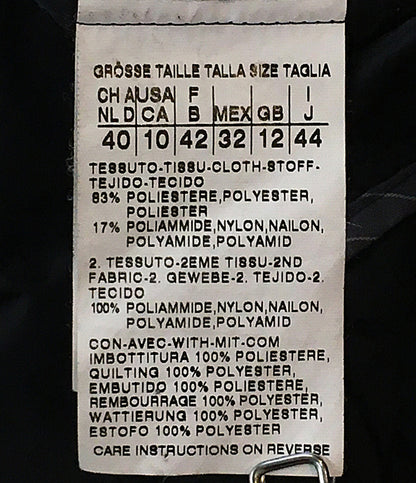 GRÖSSE TAILLE TALLA SIZE TAGLIA
CH A USA F I
NL D CA B MEX GB J
40 10 42 32 12 44
TESSUTO-TISSU-CLOTH-STOFF-
TEJIDO-TECIDO
83% POLIESTERE,POLYESTER,
POLIESTER
17% POLIAMMIDE,NYLON,NAILON,
POLYAMIDE,POLYAMID
2. TESSUTO-2EME TISSU-2ND
FABRIC-2. GEWEBE-2. TEJIDO-2.
TECIDO
100% POLIAMMIDE,NYLON,NAILON,
POLYAMIDE,POLYAMID
CON-AVEC-WITH-MIT-COM
IMBOTTITURA 100% POLIESTERE,
QUILTING 100% POLYESTER,
EMBUTIDO 100% POLIESTERE,
REMBOURRAGE 100% POLYESTER,
WATTIERUNG 100% POLYESTER,
ESTOFO 100% POLYESTER
CARE INSTRUCTIONS ON REVERSE